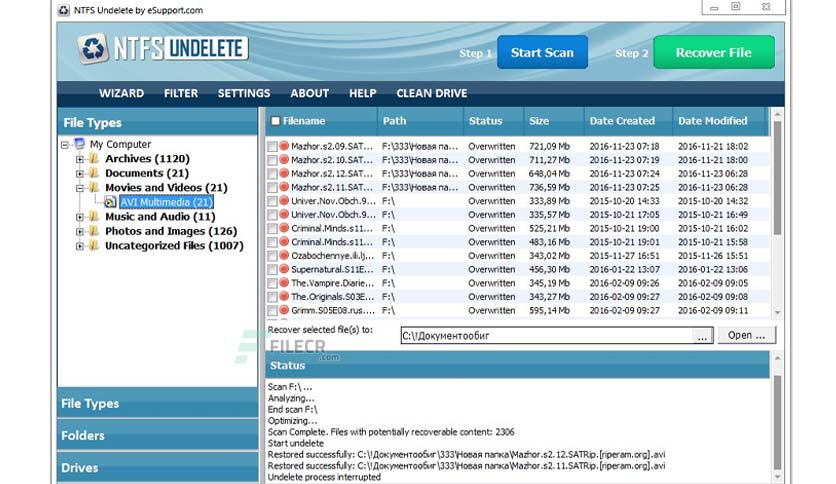 NTFS Undelete by eSupport.com
NTFS UNDELETE
Step 1 Start Scan Step 2 Recover File
WIZARD FILTER SETTINGS ABOUT HELP CLEAN DRIVE
File Types
My Computer
Archives (1120)
Documents (21)
Movies and Videos (21)
AVI Multimedia (21)
Music and Audio (11)
Photos and Images (126)
Uncategorized Files (1007)
File Types
Folders
Drives
Filename Path Status Size Date Created Date Modified
Mazhor.s2.09.SAT... F:\333\Новая па... Overwritten 721,09 Mb 2016-11-23 07:18 2016-11-21 18:02
Mazhor.s2.10.SAT... F:\333\Новая па... Overwritten 711,27 Mb 2016-11-23 07:19 2016-11-21 18:00
Mazhor.s2.12.SAT... F:\333\Новая па... Overwritten 648,04 Mb 2016-11-23 07:24 2016-11-23 06:28
Mazhor.s2.11.SAT... F:\333\Новая па... Overwritten 736,59 Mb 2016-11-23 07:25 2016-11-23 06:28
Univer.Nov.Obch.9... F:\ Overwritten 333,89 Mb 2015-10-20 14:33 2015-10-20 14:32
Univer.Nov.Obch.9... F:\ Overwritten 335,57 Mb 2015-10-21 17:05 2015-10-21 16:49
Criminal.Minds.s11... F:\ Overwritten 525,21 Mb 2015-10-21 19:00 2015-10-21 16:02
Criminal.Minds.s11... F:\ Overwritten 483,16 Mb 2015-10-21 19:01 2015-10-21 15:58
Ozabochennye.ili.lj... F:\ Overwritten 343,02 Mb 2015-11-27 16:51 2015-11-26 15:51
Supernatural.S11E... F:\ Overwritten 456,30 Mb 2016-01-22 13:07 2016-01-22 13:06
The.Vampire.Diarie... F:\ Overwritten 345,19 Mb 2016-02-09 09:26 2016-02-09 09:05
The.Originals.S03E... F:\ Overwritten 343,27 Mb 2016-02-09 09:27 2016-02-09 09:08
Grimm.S05E08.rus.... F:\ Overwritten 595,14 Mb 2016-02-09 09:27 2016-02-09 09:11
Recover selected file(s) to: C:\!Документообиг ... Open ...
FILECR
.com
Status
Scan F:\ ...
Analyzing...
End scan F:\
Optimizing...
Scan Complete. Files with potentially recoverable content: 2306
Start undelete
Restored successfully: C:\!Документообиг\333\Новая папка\Mazhor.s2.12.SATRip.[riperam.org].avi
Restored successfully: C:\!Документообиг\333\Новая папка\Mazhor.s2.11.SATRip.[riperam.org].avi
Undelete process interrupted